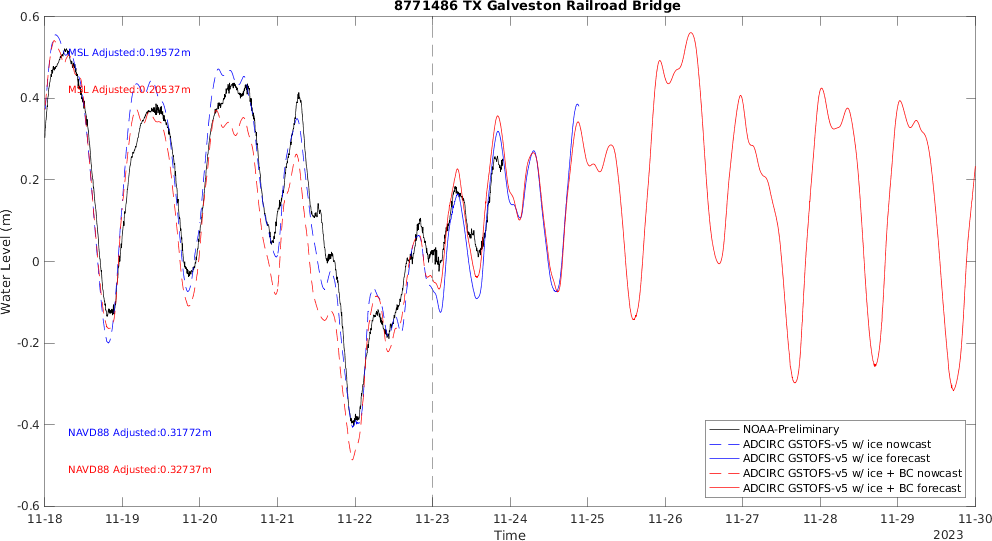 8771486 TX Galveston Railroad Bridge
0.6
0.4
0.2
0
-0.2
-0.4
-0.6
Water Level (m)
MSL Adjusted:0.19572m
MSL Adjusted:0.20537m
NAVD88 Adjusted:0.31772m
NAVD88 Adjusted:0.32737m
NOAA-Preliminary
ADCIRC GSTOFS-v5 w/ ice nowcast
ADCIRC GSTOFS-v5 w/ ice forecast
ADCIRC GSTOFS-v5 w/ ice + BC nowcast
ADCIRC GSTOFS-v5 w/ ice + BC forecast
11-18 11-19 11-20 11-21 11-22 11-23 11-24 11-25 11-26 11-27 11-28 11-29 11-30
Time
2023